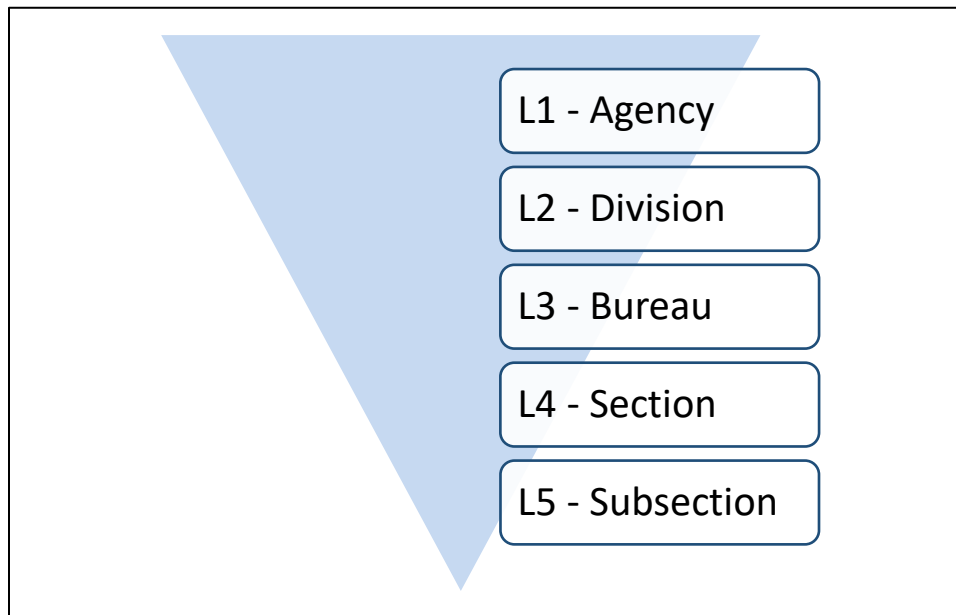 L1 - Agency
L2 - Division
L3 - Bureau
L4 - Section
L5 - Subsection